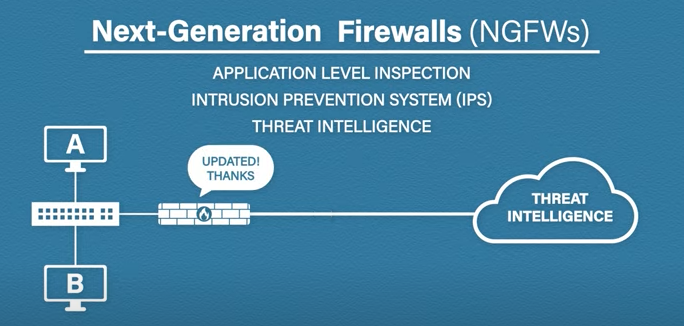 Next-Generation Firewalls (NGFWs)
APPLICATION LEVEL INSPECTION
INTRUSION PREVENTION SYSTEM (IPS)
THREAT INTELLIGENCE
A
UPDATED!
THANKS
THREAT
INTELLIGENCE
B